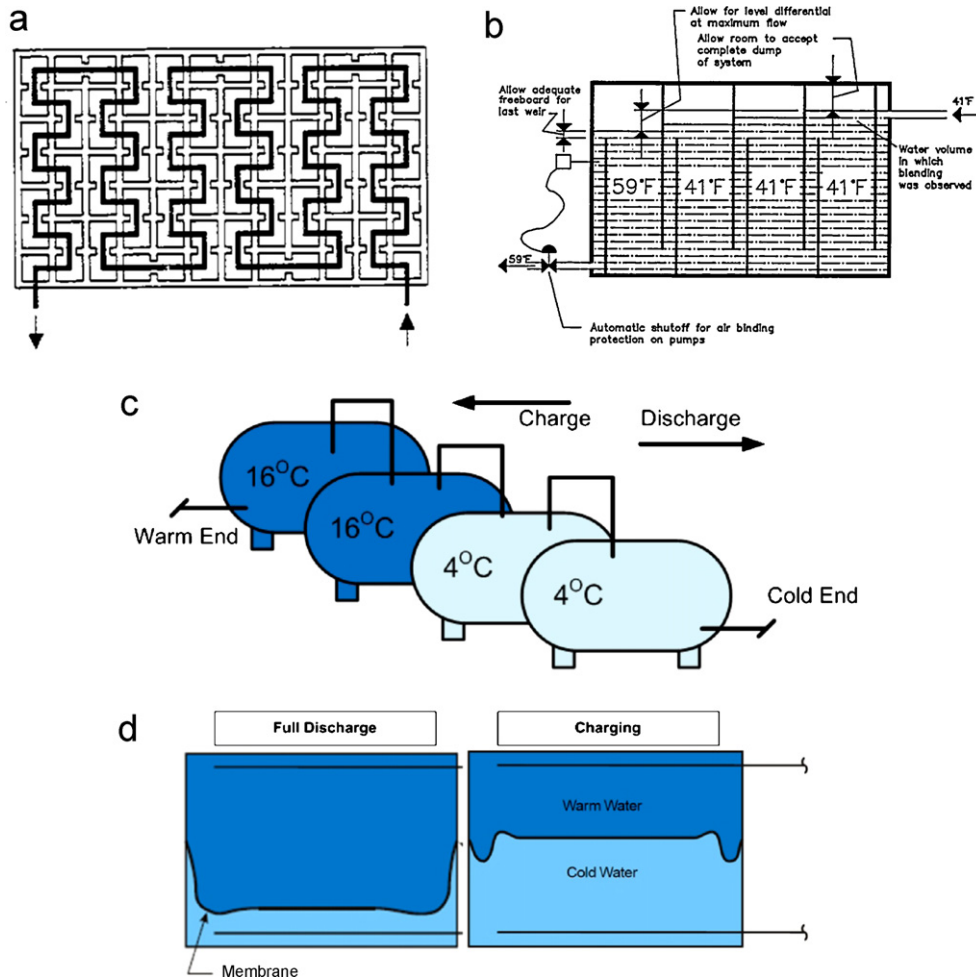 a
b
Allow for level differential
at maximum flow
Allow room to accept
complete dump
of system
Allow adequate
freeboard for
last weir
41°F
Water volume
in which
blending
was observed
59°F 41°F 41°F 41°F
59°F
Automatic shutoff for air binding
protection on pumps
c
Charge Discharge
16°C
16°C
4°C
4°C
Warm End
Cold End
d
Full Discharge Charging
Warm Water
Cold Water
Membrane